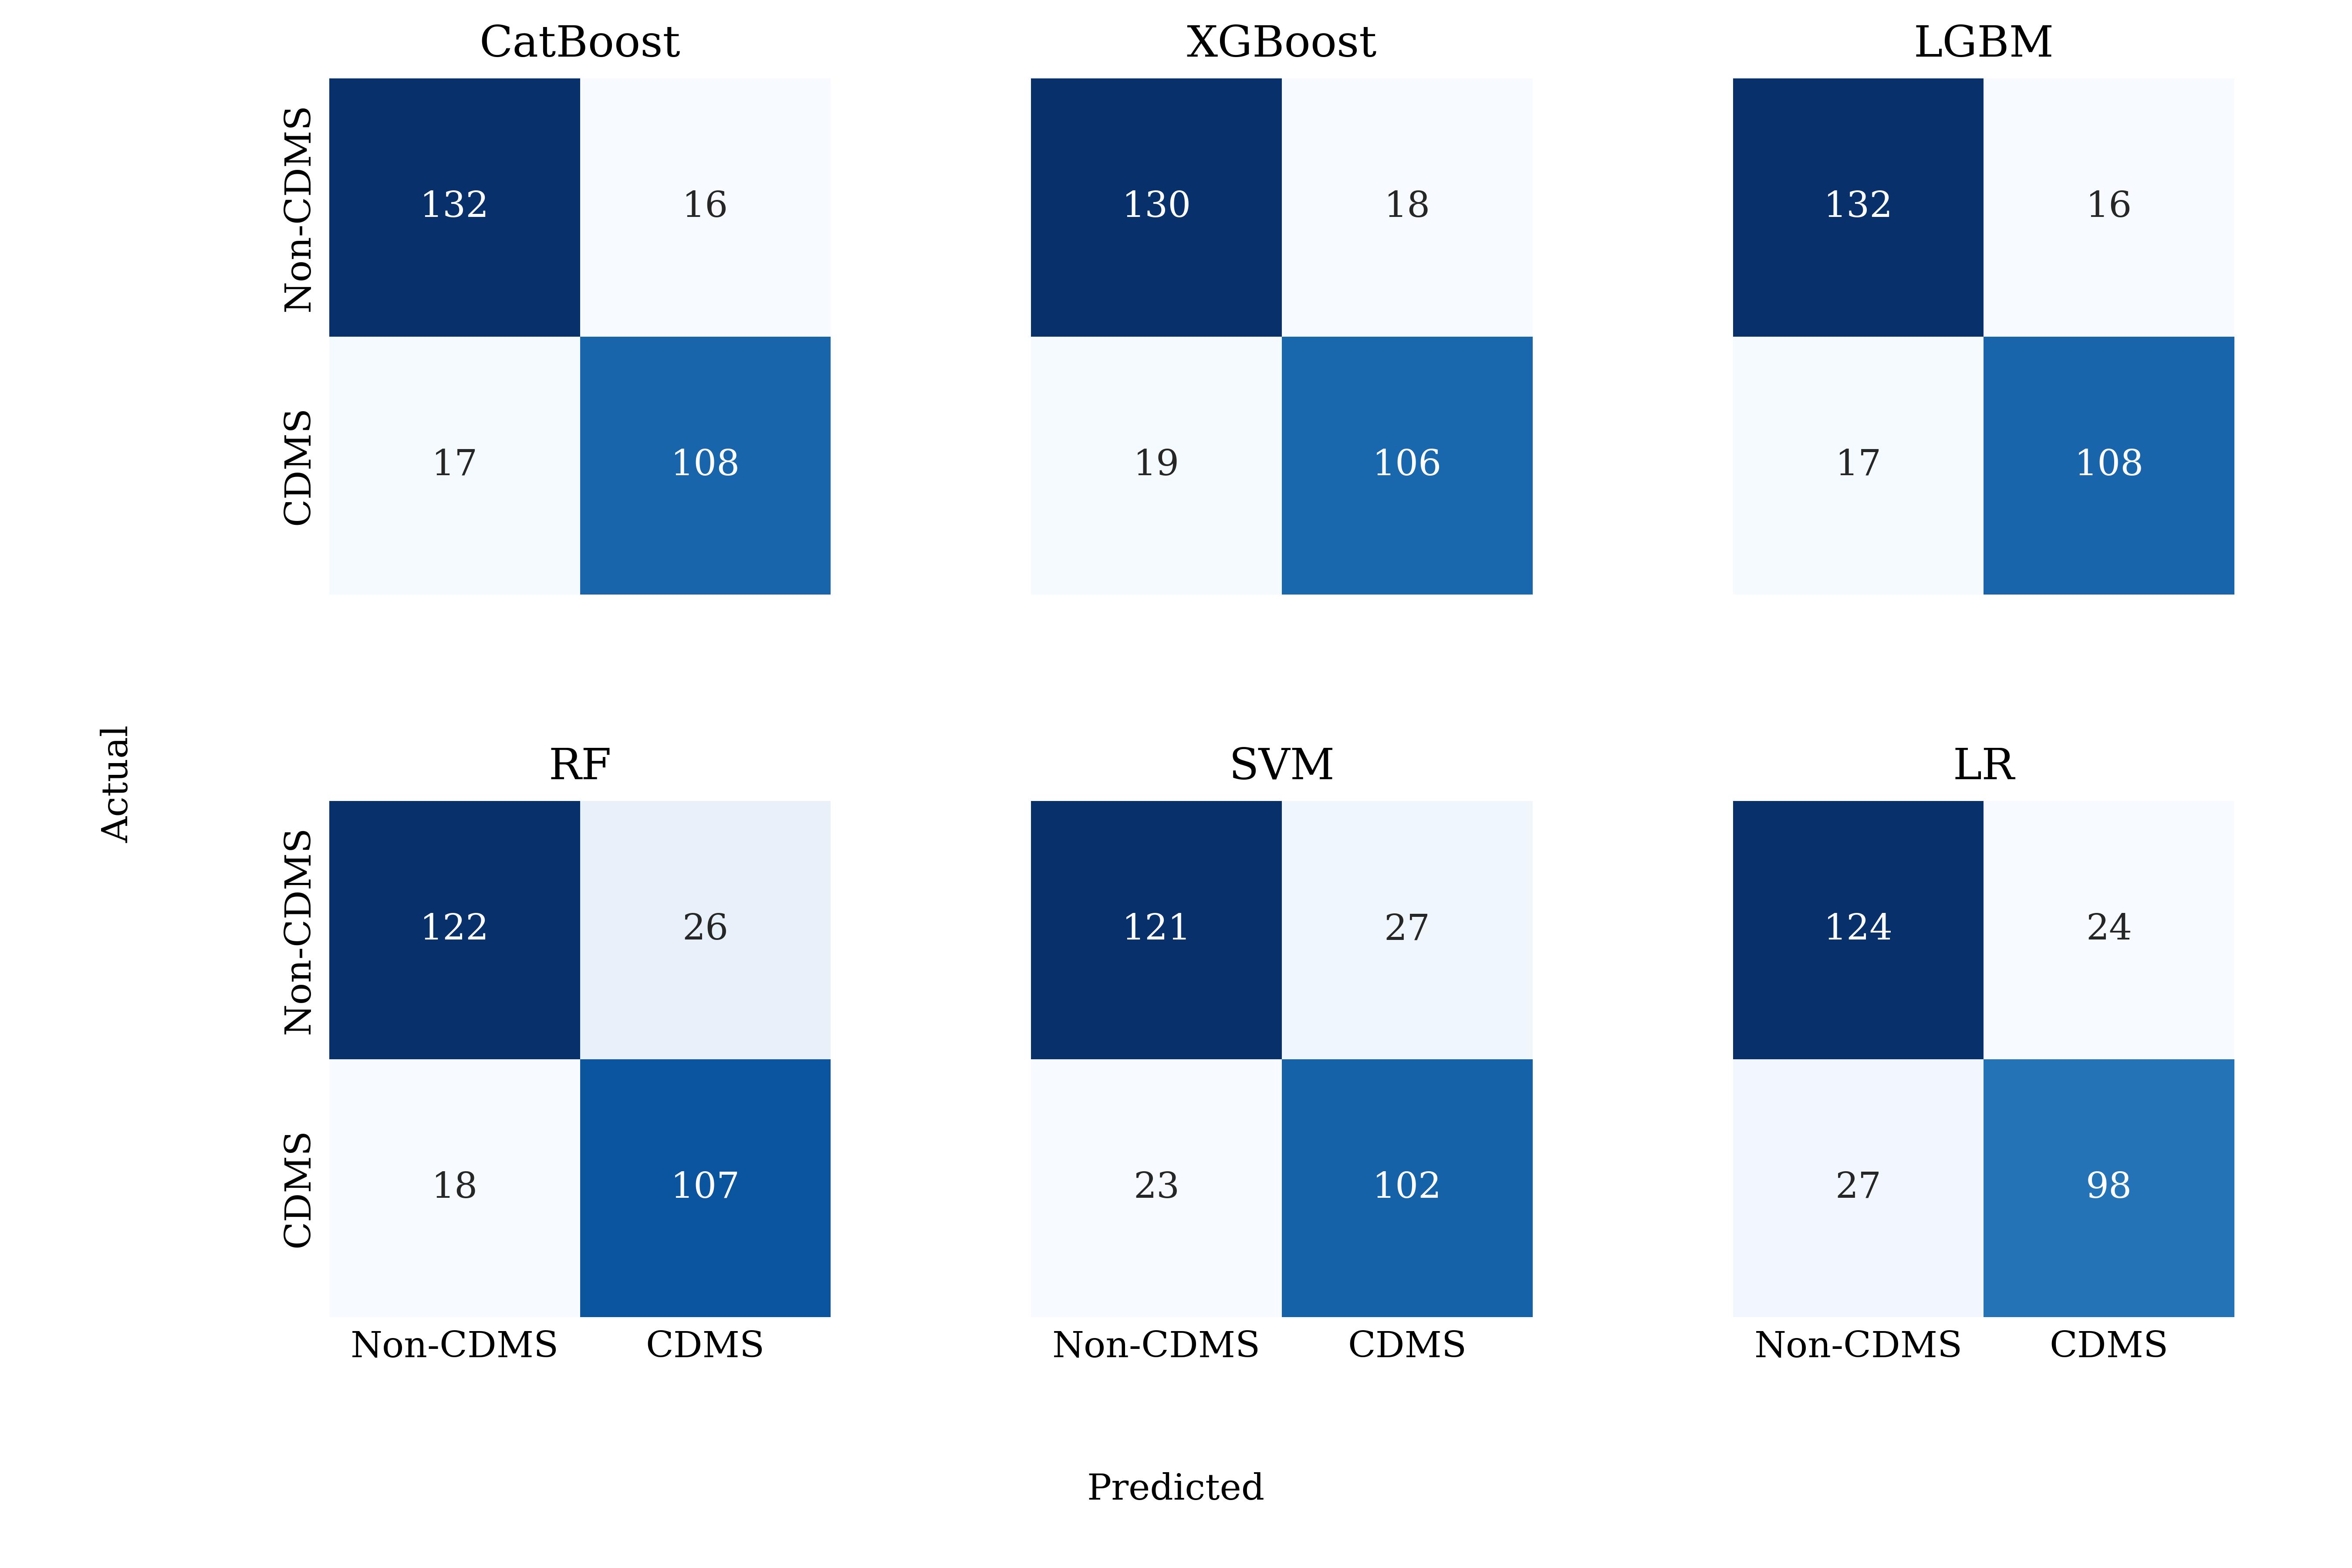 CatBoost XGBoost LGBM
Non-CDMS 132 16 130 18 132 16
CDMS 17 108 19 106 17 108
Actual
RF SVM LR
Non-CDMS 122 26 121 27 124 24
CDMS 18 107 23 102 27 98
Non-CDMS CDMS Non-CDMS CDMS Non-CDMS CDMS
Predicted